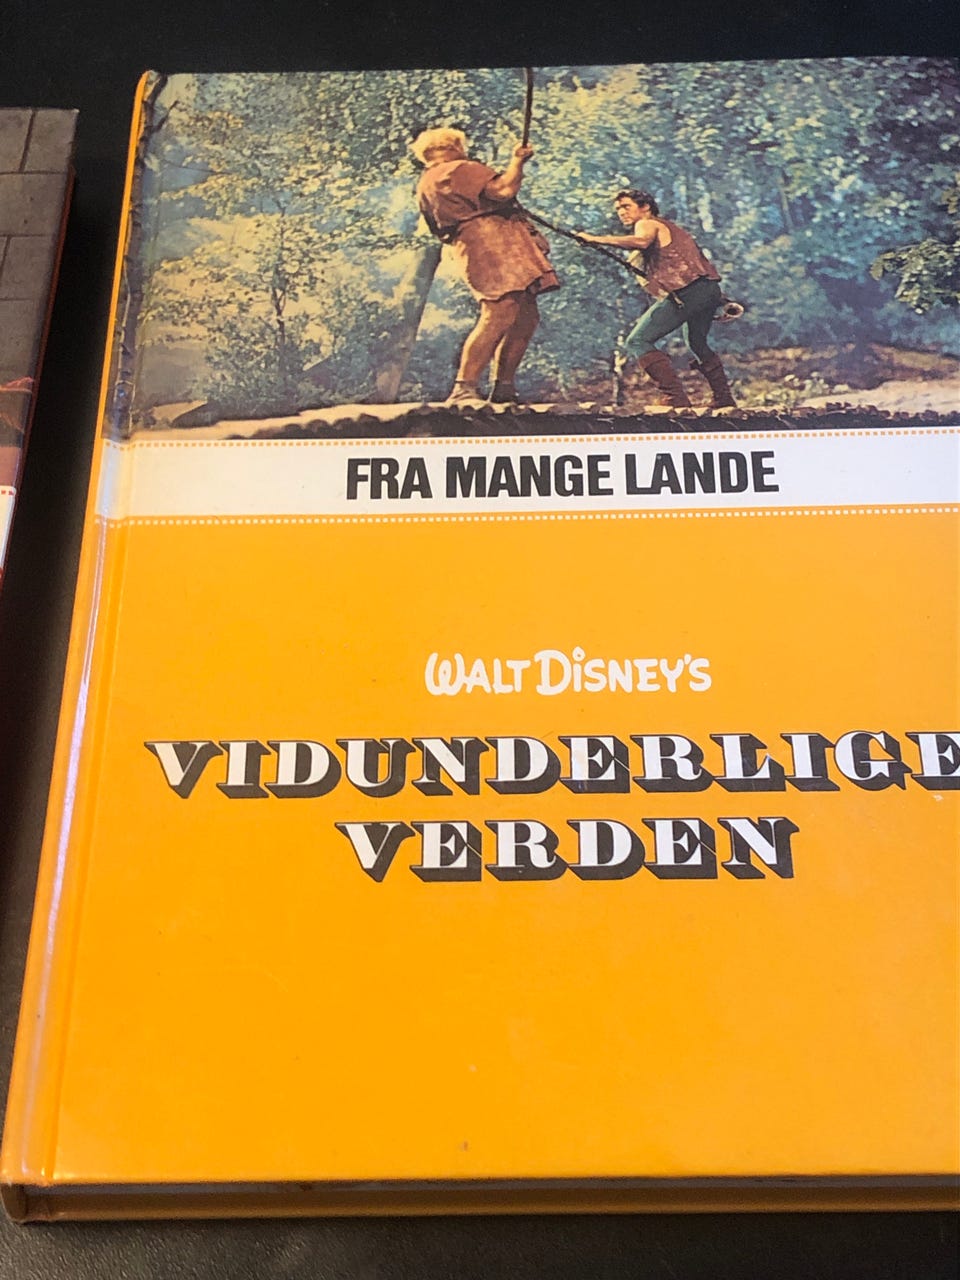 FRA MANGE LANDE
WALT DISNEY'S
VIDUNDERLIGE
VERDEN